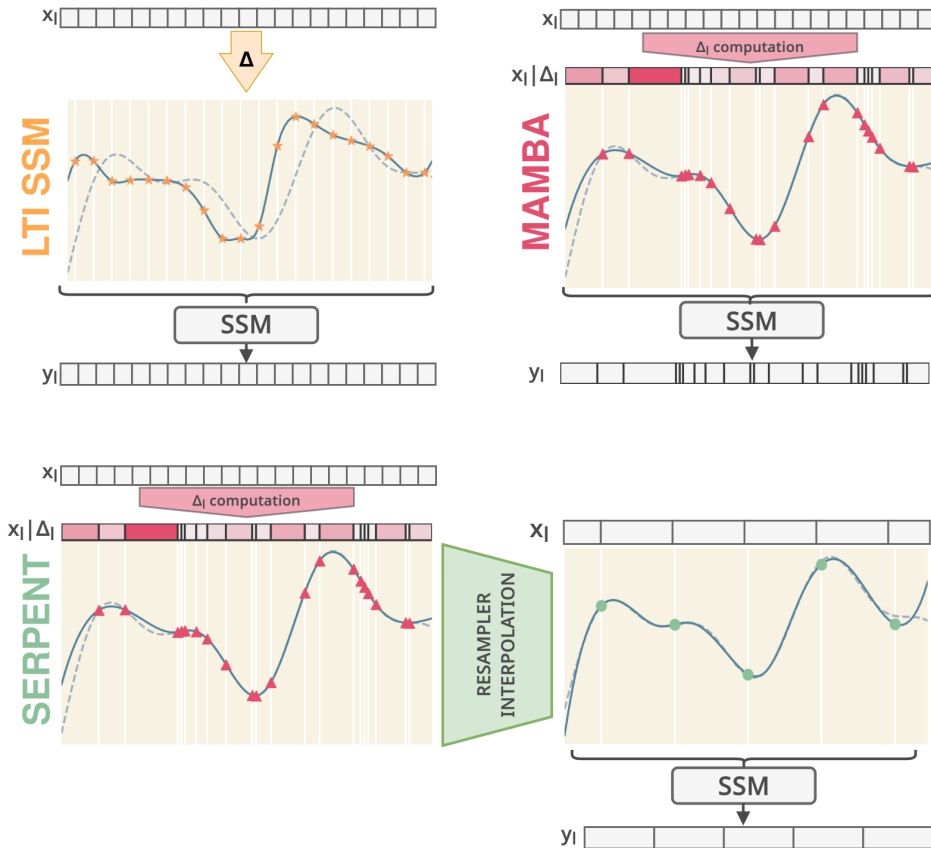 xₗ
Δ
LTI SSM
SSM
yₗ
xₗ
Δₗ computation
xₗ|Δₗ
MAMBA
SSM
yₗ
xₗ
Δₗ computation
xₗ|Δₗ
SERPENT
RESAMPLER
INTERPOLATION
xₗ
SSM
yₗ